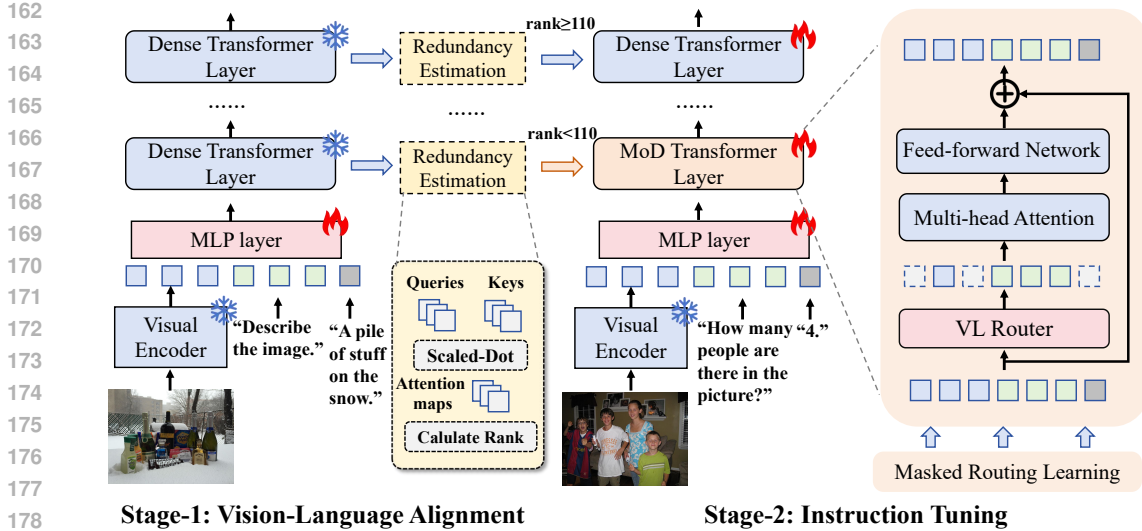 162
163
164
165
166
167
168
169
170
171
172
173
174
175
176
177
178
Dense Transformer
Layer
Redundancy
Estimation
rank≥110
Dense Transformer
Layer
......
......
......
Dense Transformer
Layer
Redundancy
Estimation
rank<110
MoD Transformer
Layer
MLP layer
MLP layer
Visual
Encoder
“Describe
the image.”
“A pile
of stuff
on the
snow.”
Queries
Keys
Scaled-Dot
Attention
maps
Calulate Rank
Visual
Encoder
“How many
people are
there in the
picture?”
“4.”
Feed-forward Network
Multi-head Attention
VL Router
Masked Routing Learning
Stage-1: Vision-Language Alignment
Stage-2: Instruction Tuning